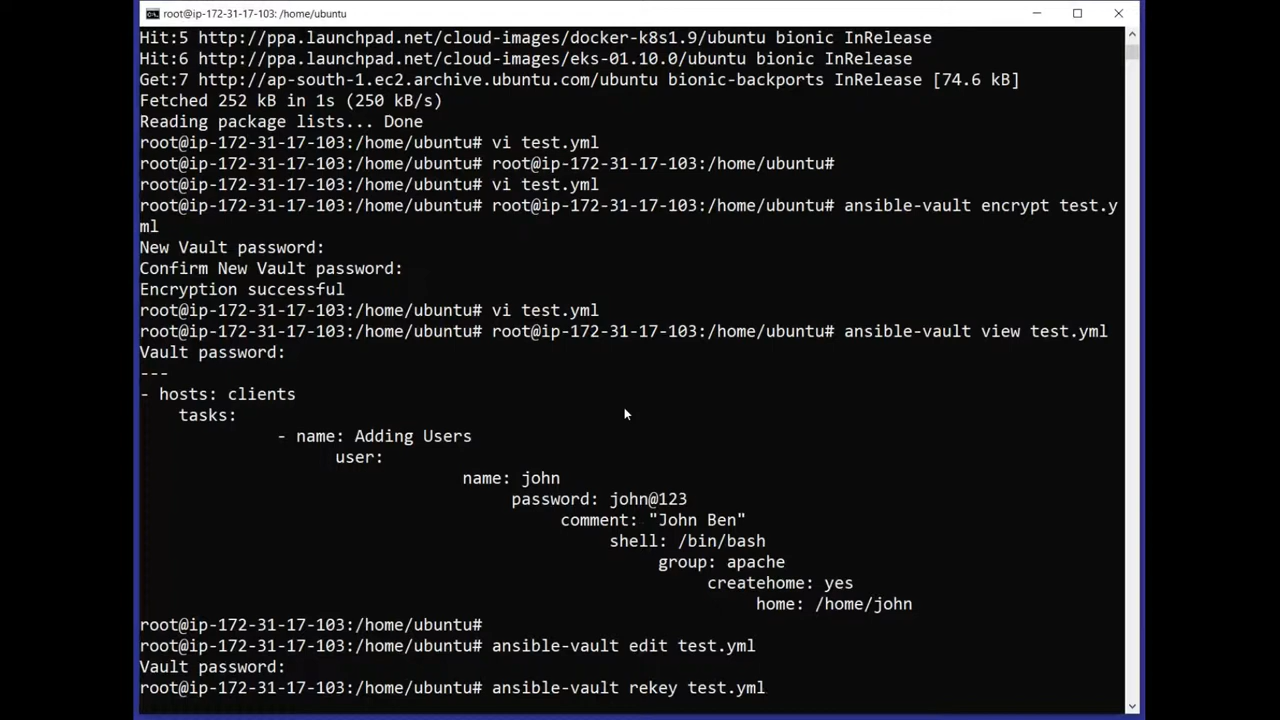 root@ip-172-31-17-103: /home/ubuntu
Hit:5 http://ppa.launchpad.net/cloud-images/docker-k8s1.9/ubuntu bionic InRelease
Hit:6 http://ppa.launchpad.net/cloud-images/eks-01.10.0/ubuntu bionic InRelease
Get:7 http://ap-south-1.ec2.archive.ubuntu.com/ubuntu bionic-backports InRelease [74.6 kB]
Fetched 252 kB in 1s (250 kB/s)
Reading package lists... Done
root@ip-172-31-17-103:/home/ubuntu# vi test.yml
root@ip-172-31-17-103:/home/ubuntu# root@ip-172-31-17-103:/home/ubuntu#
root@ip-172-31-17-103:/home/ubuntu# vi test.yml
root@ip-172-31-17-103:/home/ubuntu# root@ip-172-31-17-103:/home/ubuntu# ansible-vault encrypt test.y
ml
New Vault password:
Confirm New Vault password:
Encryption successful
root@ip-172-31-17-103:/home/ubuntu# vi test.yml
root@ip-172-31-17-103:/home/ubuntu# root@ip-172-31-17-103:/home/ubuntu# ansible-vault view test.yml
Vault password:
---
- hosts: clients
tasks:
- name: Adding Users
user:
name: john
password: john@123
comment: "John Ben"
shell: /bin/bash
group: apache
createhome: yes
home: /home/john
root@ip-172-31-17-103:/home/ubuntu#
root@ip-172-31-17-103:/home/ubuntu# ansible-vault edit test.yml
Vault password:
root@ip-172-31-17-103:/home/ubuntu# ansible-vault rekey test.yml